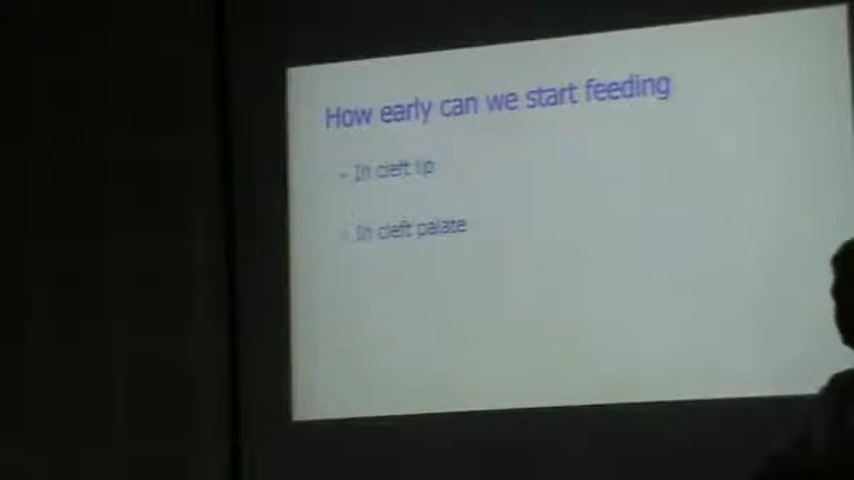 How early can we start feeding
- In cleft lip
- In cleft palate